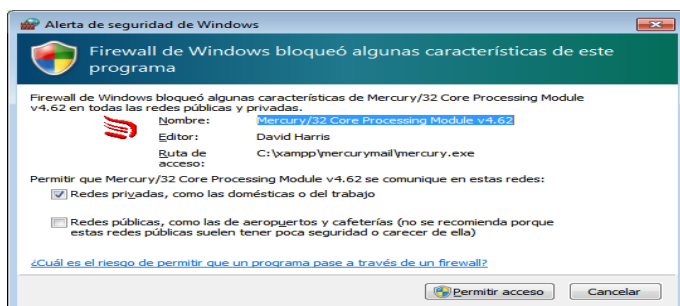 Alerta de seguridad de Windows
Firewall de Windows bloqueó algunas características de este
programa
Firewall de Windows bloqueó algunas características de Mercury/32 Core Processing Module
v4.62 en todas las redes públicas y privadas.
Nombre: Mercury/32 Core Processing Module v4.62
Editor: David Harris
Ruta de C:\xampp\mercurymail\mercury.exe
acceso:
Permitir que Mercury/32 Core Processing Module v4.62 se comunique en estas redes:
Redes privadas, como las domésticas o del trabajo
Redes públicas, como las de aeropuertos y cafeterías (no se recomienda porque
estas redes públicas suelen tener poca seguridad o carecer de ella)
¿Cuál es el riesgo de permitir que un programa pase a través de un firewall?
Permitir acceso Cancelar